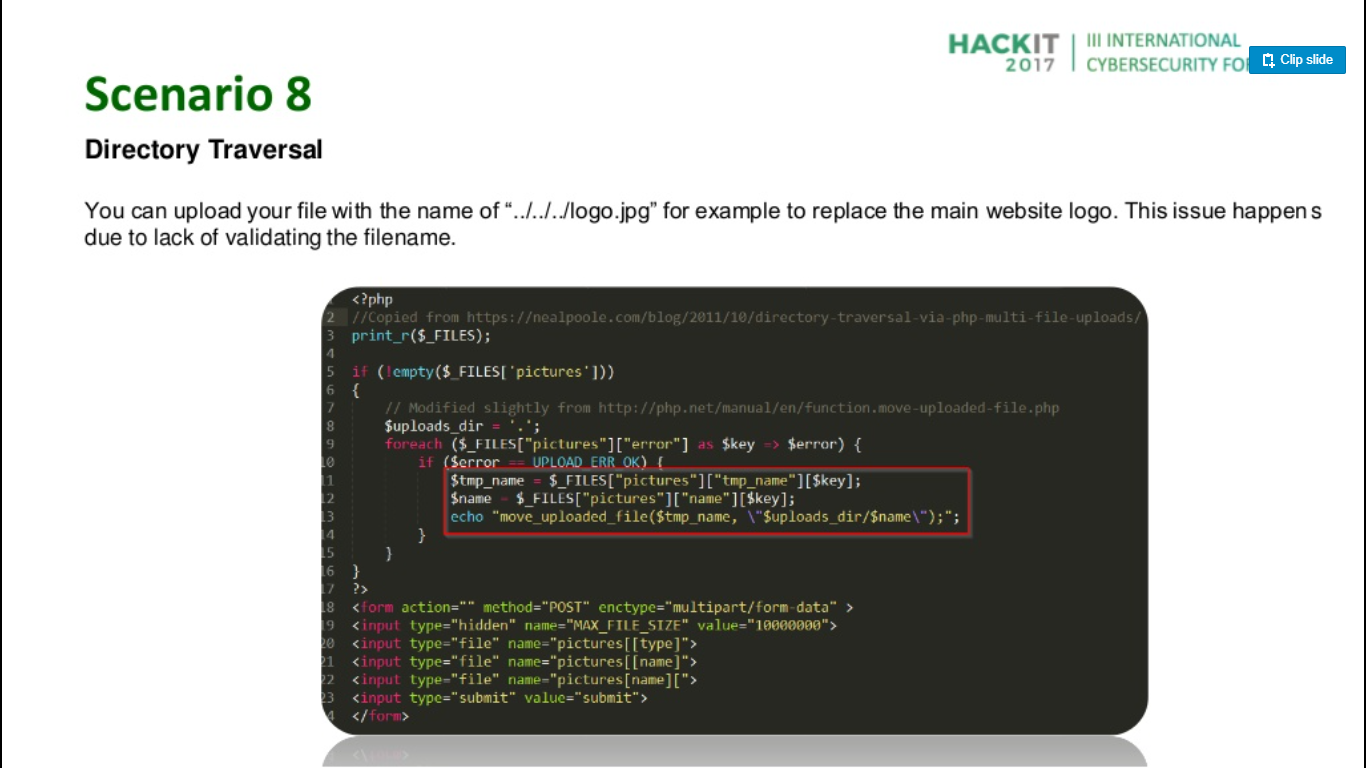 HACKIT
2017
III INTERNATIONAL
CYBERSECURITY FO
Clip slide
Scenario 8
Directory Traversal
You can upload your file with the name of “../../../logo.jpg” for example to replace the main website logo. This issue happens
due to lack of validating the filename.
<?php
2 //Copied from https://nealpoole.com/blog/2011/10/directory-traversal-via-php-multi-file-uploads/
3 print_r($_FILES);
4
5 if (!empty($_FILES['pictures']))
6 {
7 // Modified slightly from http://php.net/manual/en/function.move-uploaded-file.php
8 $uploads_dir = '.';
9 foreach ($_FILES["pictures"]["error"] as $key => $error) {
10 if ($error == UPLOAD_ERR_OK) {
11 $tmp_name = $_FILES["pictures"]["tmp_name"][$key];
12 $name = $_FILES["pictures"]["name"][$key];
13 echo "move_uploaded_file($tmp_name, \"$uploads_dir/$name\");";
14 }
15 }
16 }
17 ?>
18 <form action="" method="POST" enctype="multipart/form-data" >
19 <input type="hidden" name="MAX_FILE_SIZE" value="10000000">
20 <input type="file" name="pictures[[type]">
21 <input type="file" name="pictures[[name]">
22 <input type="file" name="pictures[name][">
23 <input type="submit" value="submit">
4 </form>